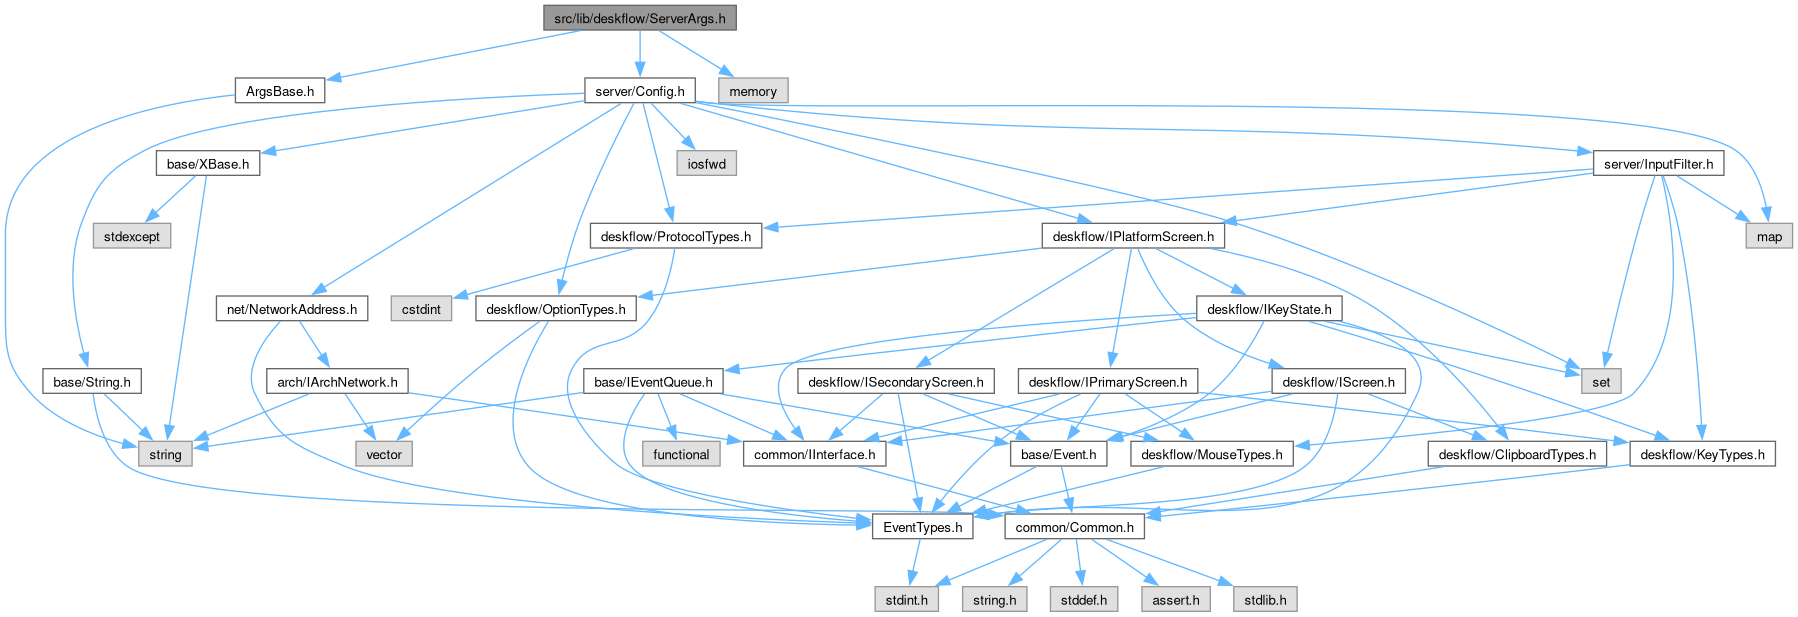 src/lib/deskflow/ServerArgs.h
ArgsBase.h
server/Config.h
memory
base/XBase.h
iosfwd
server/InputFilter.h
stdexcept
deskflow/ProtocolTypes.h
deskflow/IPlatformScreen.h
map
net/NetworkAddress.h
cstdint
deskflow/OptionTypes.h
deskflow/IKeyState.h
base/String.h
arch/IArchNetwork.h
base/IEventQueue.h
deskflow/ISecondaryScreen.h
deskflow/IPrimaryScreen.h
deskflow/IScreen.h
set
string
vector
functional
common/IInterface.h
base/Event.h
deskflow/MouseTypes.h
deskflow/ClipboardTypes.h
deskflow/KeyTypes.h
EventTypes.h
common/Common.h
stdint.h
string.h
stddef.h
assert.h
stdlib.h